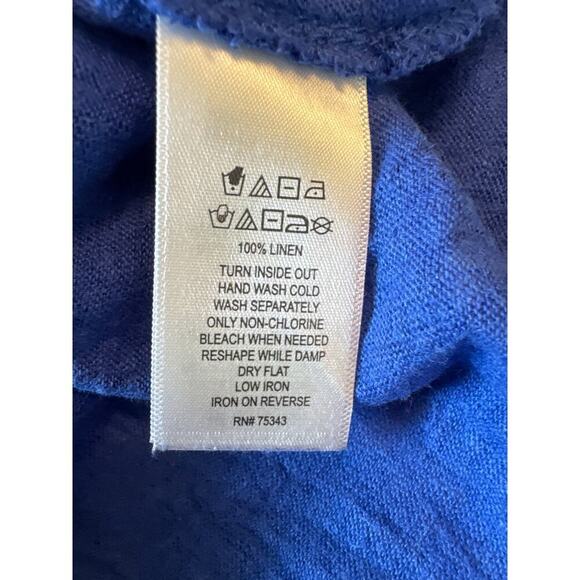 100% LINEN
TURN INSIDE OUT
HAND WASH COLD
WASH SEPARATELY
ONLY NON-CHLORINE
BLEACH WHEN NEEDED
RESHAPE WHILE DAMP
DRY FLAT
LOW IRON
IRON ON REVERSE
RN# 75343